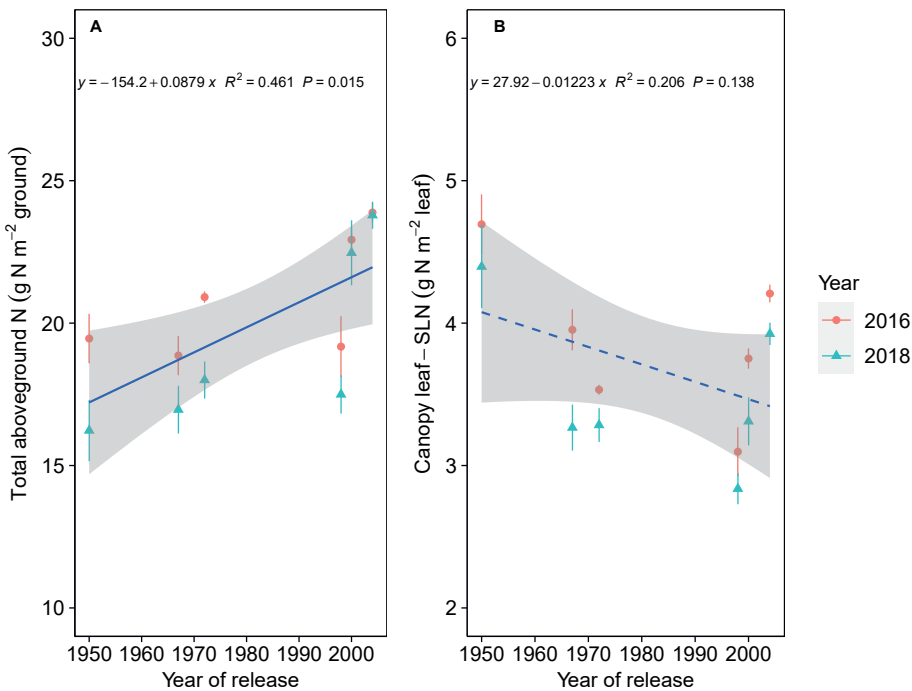 A
y = −154.2 + 0.0879 x R² = 0.461 P = 0.015
Total aboveground N (g N m⁻² ground)
30
25
20
15
10
1950 1960 1970 1980 1990 2000
Year of release
B
y = 27.92 − 0.01223 x R² = 0.206 P = 0.138
Canopy leaf − SLN (g N m⁻² leaf)
6
5
4
3
2
1950 1960 1970 1980 1990 2000
Year of release
Year
2016
2018